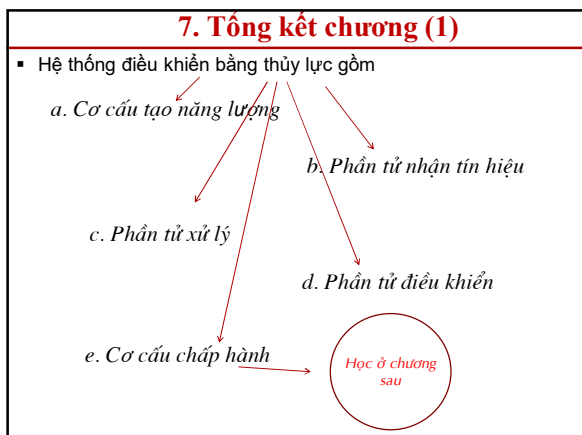 7. Tổng kết chương (1)
▪ Hệ thống điều khiển bằng thủy lực gồm
a. Cơ cấu tạo năng lượng
b. Phần tử nhận tín hiệu
c. Phần tử xử lý
d. Phần tử điều khiển
e. Cơ cấu chấp hành
Học ở chương
sau